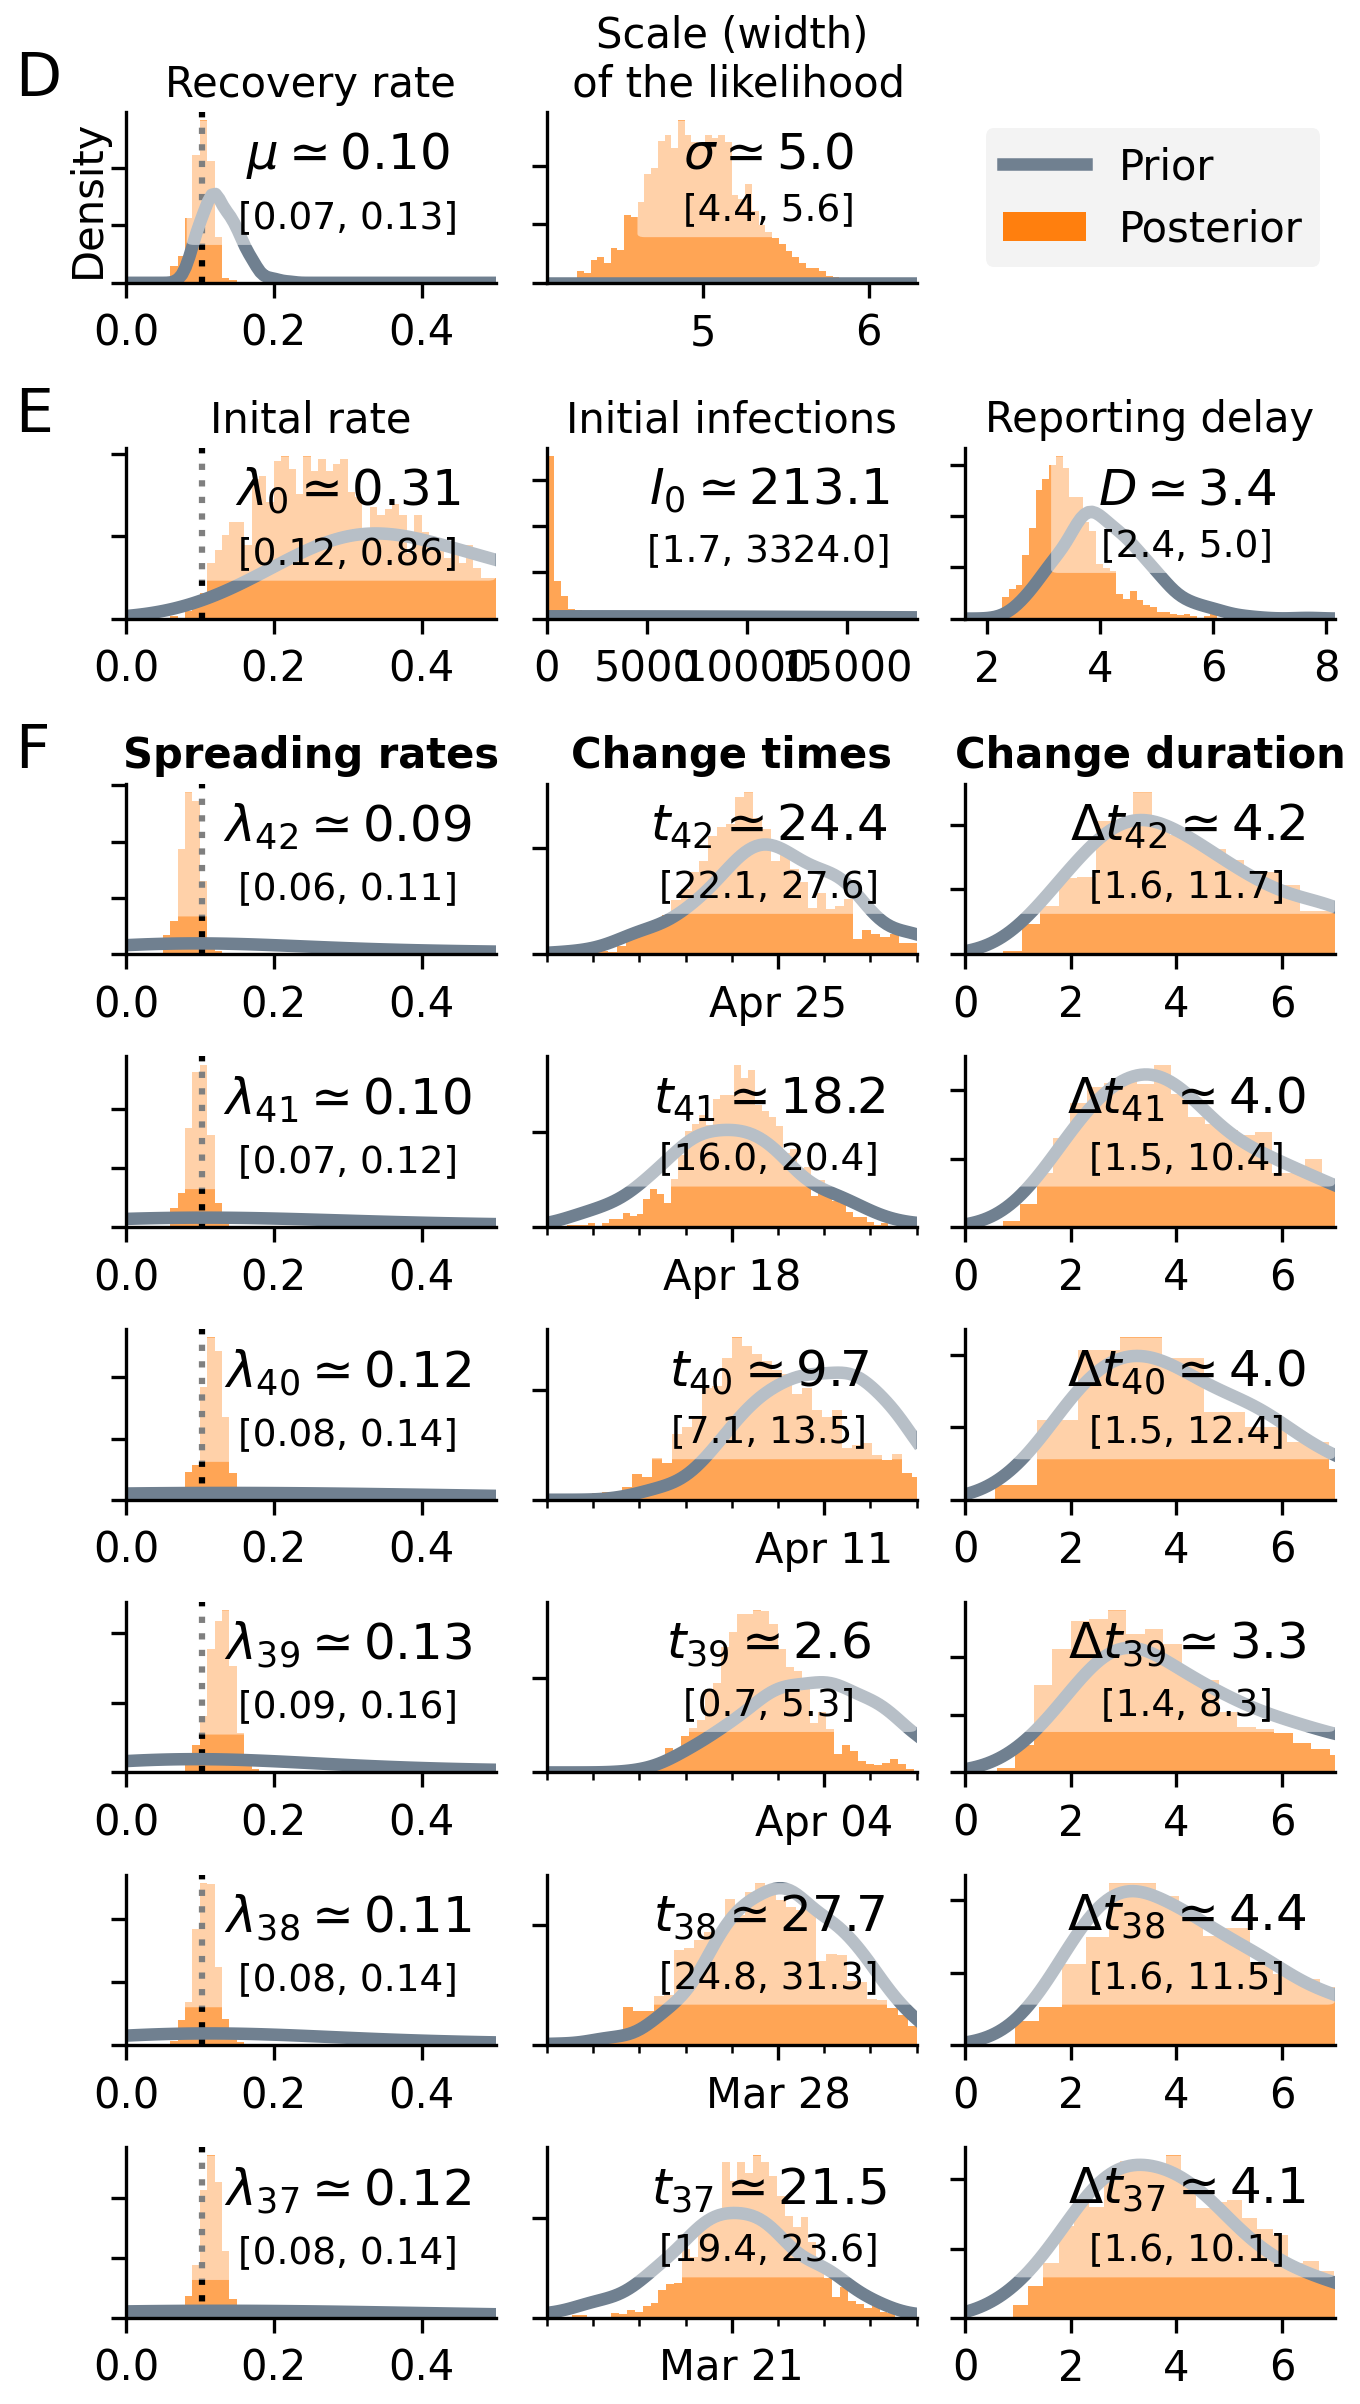 D
Recovery rate
Scale (width)
of the likelihood
Density
μ ≃ 0.10
[0.07, 0.13]
σ ≃ 5.0
[4.4, 5.6]
Prior
Posterior
0.0 0.2 0.4
5 6
E
Inital rate
Initial infections
Reporting delay
λ₀ ≃ 0.31
[0.12, 0.86]
I₀ ≃ 213.1
[1.7, 3324.0]
D ≃ 3.4
[2.4, 5.0]
0.0 0.2 0.4
0 5000 10000 15000
2 4 6 8
F
Spreading rates
Change times
Change duration
λ₄₂ ≃ 0.09
[0.06, 0.11]
t₄₂ ≃ 24.4
[22.1, 27.6]
Δt₄₂ ≃ 4.2
[1.6, 11.7]
0.0 0.2 0.4
Apr 25
0 2 4 6
λ₄₁ ≃ 0.10
[0.07, 0.12]
t₄₁ ≃ 18.2
[16.0, 20.4]
Δt₄₁ ≃ 4.0
[1.5, 10.4]
0.0 0.2 0.4
Apr 18
0 2 4 6
λ₄₀ ≃ 0.12
[0.08, 0.14]
t₄₀ ≃ 9.7
[7.1, 13.5]
Δt₄₀ ≃ 4.0
[1.5, 12.4]
0.0 0.2 0.4
Apr 11
0 2 4 6
λ₃₉ ≃ 0.13
[0.09, 0.16]
t₃₉ ≃ 2.6
[0.7, 5.3]
Δt₃₉ ≃ 3.3
[1.4, 8.3]
0.0 0.2 0.4
Apr 04
0 2 4 6
λ₃₈ ≃ 0.11
[0.08, 0.14]
t₃₈ ≃ 27.7
[24.8, 31.3]
Δt₃₈ ≃ 4.4
[1.6, 11.5]
0.0 0.2 0.4
Mar 28
0 2 4 6
λ₃₇ ≃ 0.12
[0.08, 0.14]
t₃₇ ≃ 21.5
[19.4, 23.6]
Δt₃₇ ≃ 4.1
[1.6, 10.1]
0.0 0.2 0.4
Mar 21
0 2 4 6